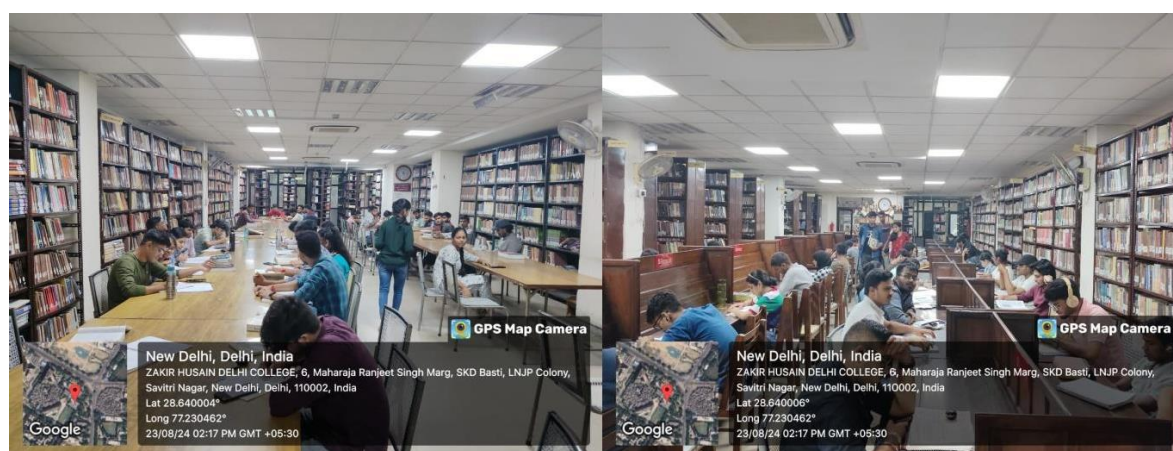 GPS Map Camera
New Delhi, Delhi, India
ZAKIR HUSAIN DELHI COLLEGE, 6, Maharaja Ranjeet Singh Marg, SKD Basti, LNJP Colony,
Savitri Nagar, New Delhi, Delhi, 110002, India
Lat 28.640004°
Long 77.230462°
23/08/24 02:17 PM GMT +05:30
Google
GPS Map Camera
New Delhi, Delhi, India
ZAKIR HUSAIN DELHI COLLEGE, 6, Maharaja Ranjeet Singh Marg, SKD Basti, LNJP Colony,
Savitri Nagar, New Delhi, Delhi, 110002, India
Lat 28.640006°
Long 77.230462°
23/08/24 02:17 PM GMT +05:30
Google